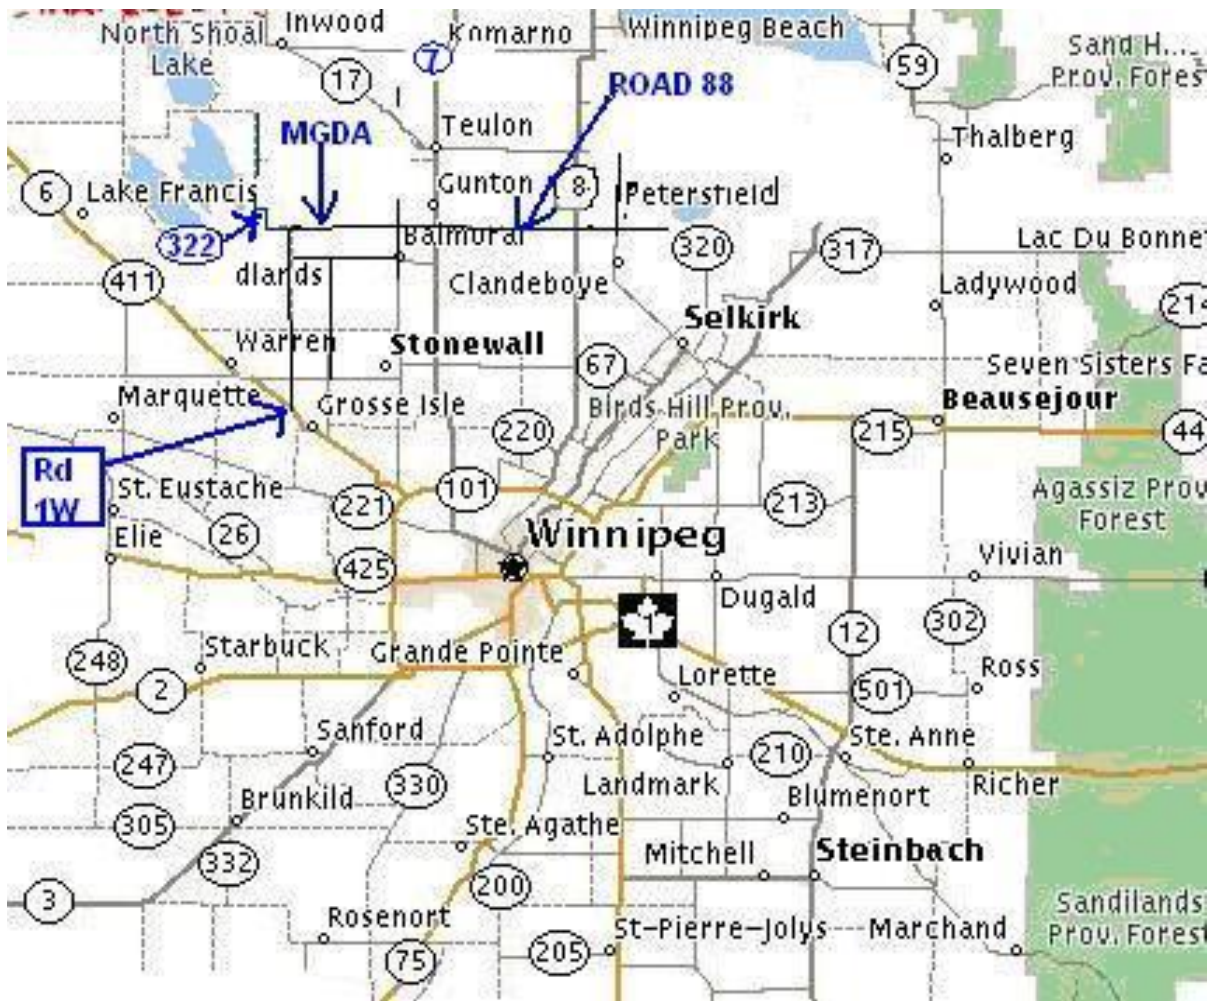 Inwood
Komarno
Winnipeg Beach
North Shoal
Lake
7
59
Sand H...
Prov. Forest
17
ROAD 88
MGDA
Teulon
Thalberg
6
Lake Francis
Gunton
8
Petersfield
322
Balmoral
320
317
Lac Du Bonnet
411
dlands
Clandeboye
Ladywood
214
Selkirk
Warren
Stonewall
67
Seven Sisters Fa
Marquette
Grosse Isle
Birds Hill Prov.
Park
Beausejour
220
215
44
Rd
1W
St. Eustache
221
101
213
Agassiz Prov
Forest
26
Winnipeg
Elie
425
Vivian
1
Dugald
12
302
248
Starbuck
Grande Pointe
2
Lorette
501
Ross
Sanford
St. Adolphe
210
Ste. Anne
247
330
Landmark
Richer
Brunkild
Blumenort
305
Ste. Agathe
332
Mitchell
Steinbach
3
200
Rosenort
St-Pierre-Jolys
Marchand
Sandilands
Prov. Forest
75
205